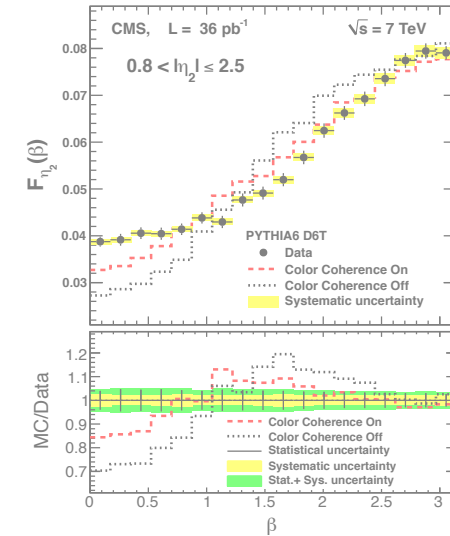 CMS, L = 36 pb⁻¹ √s = 7 TeV
0.8 < |η₂| ≤ 2.5
0.08
0.07
0.06
0.05
0.04
0.03
F_η₂(β)
PYTHIA6 D6T
Data
Color Coherence On
Color Coherence Off
Systematic uncertainty
1.2
1.1
1
0.9
0.8
0.7
MC/Data
Color Coherence On
Color Coherence Off
Statistical uncertainty
Systematic uncertainty
Stat.+ Sys. uncertainty
0 0.5 1 1.5 2 2.5 3
β